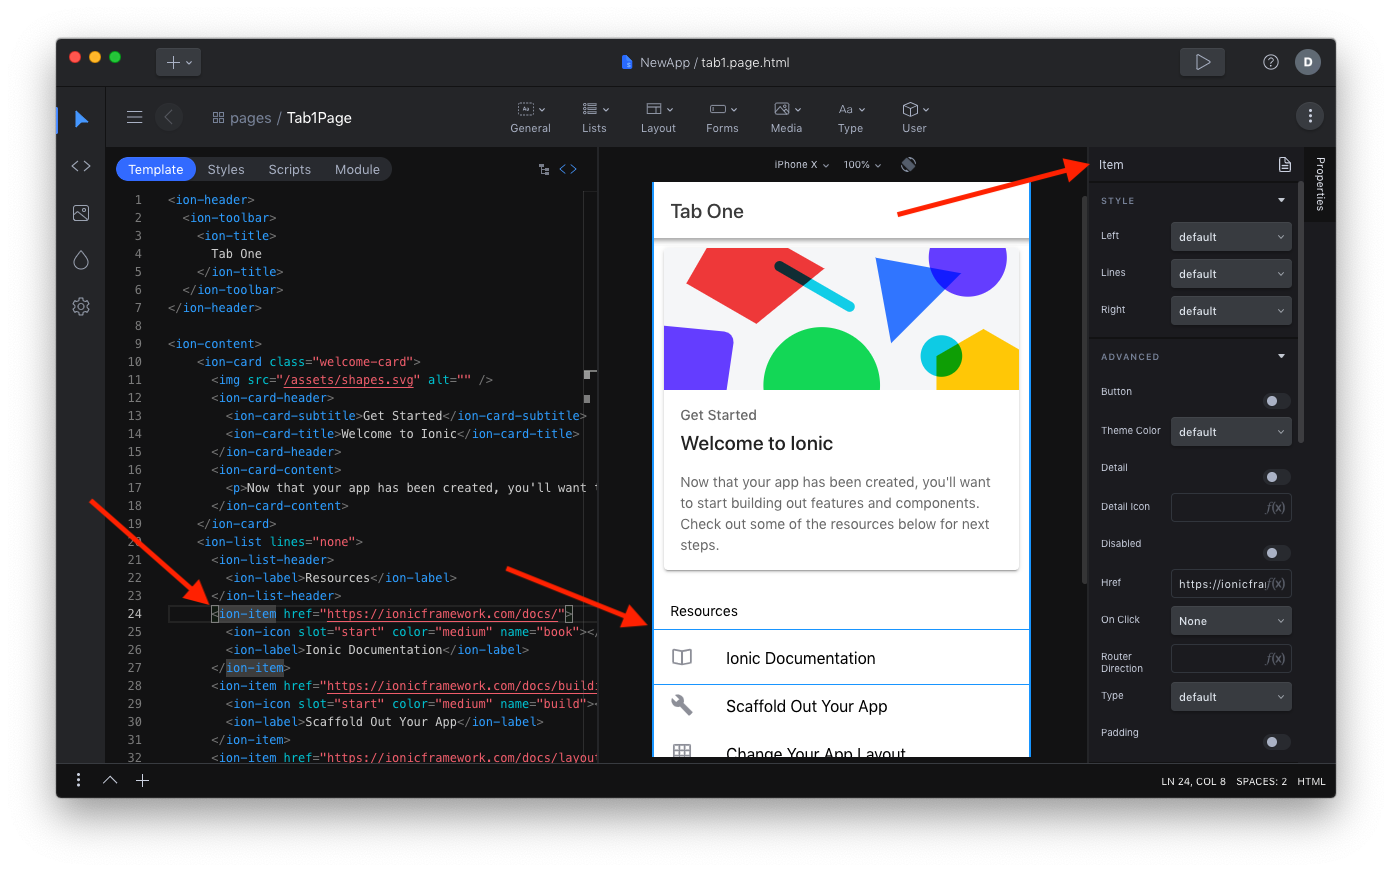 NewApp / tab1.page.html
D
pages / Tab1Page
General
Lists
Layout
Forms
Media
Aa
Type
User
Template
Styles
Scripts
Module
1 <ion-header>
2 <ion-toolbar>
3 <ion-title>
4 Tab One
5 </ion-title>
6 </ion-toolbar>
7 </ion-header>
8
9 <ion-content>
10 <ion-card class="welcome-card">
11 <img src="/assets/shapes.svg" alt="" />
12 <ion-card-header>
13 <ion-card-subtitle>Get Started</ion-card-subtitle>
14 <ion-card-title>Welcome to Ionic</ion-card-title>
15 </ion-card-header>
16 <ion-card-content>
17 <p>Now that your app has been created, you'll want t
18 </ion-card-content>
19 </ion-card>
20 <ion-list lines="none">
21 <ion-list-header>
22 <ion-label>Resources</ion-label>
23 </ion-list-header>
24 <ion-item href="https://ionicframework.com/docs/">
25 <ion-icon slot="start" color="medium" name="book"></
26 <ion-label>Ionic Documentation</ion-label>
27 </ion-item>
28 <ion-item href="https://ionicframework.com/docs/buildi
29 <ion-icon slot="start" color="medium" name="build"><
30 <ion-label>Scaffold Out Your App</ion-label>
31 </ion-item>
32 <ion-item href="https://ionicframework.com/docs/layout
iPhone X
100%
Tab One
Get Started
Welcome to Ionic
Now that your app has been created, you'll want
to start building out features and components.
Check out some of the resources below for next
steps.
Resources
Ionic Documentation
Scaffold Out Your App
Change Your App Layout
Item
Properties
STYLE
Left default
Lines default
Right default
ADVANCED
Button
Theme Color default
Detail
Detail Icon f(x)
Disabled
Href https://ionicfra f(x)
On Click None
Router
Direction f(x)
Type default
Padding
LN 24, COL 8 SPACES: 2 HTML